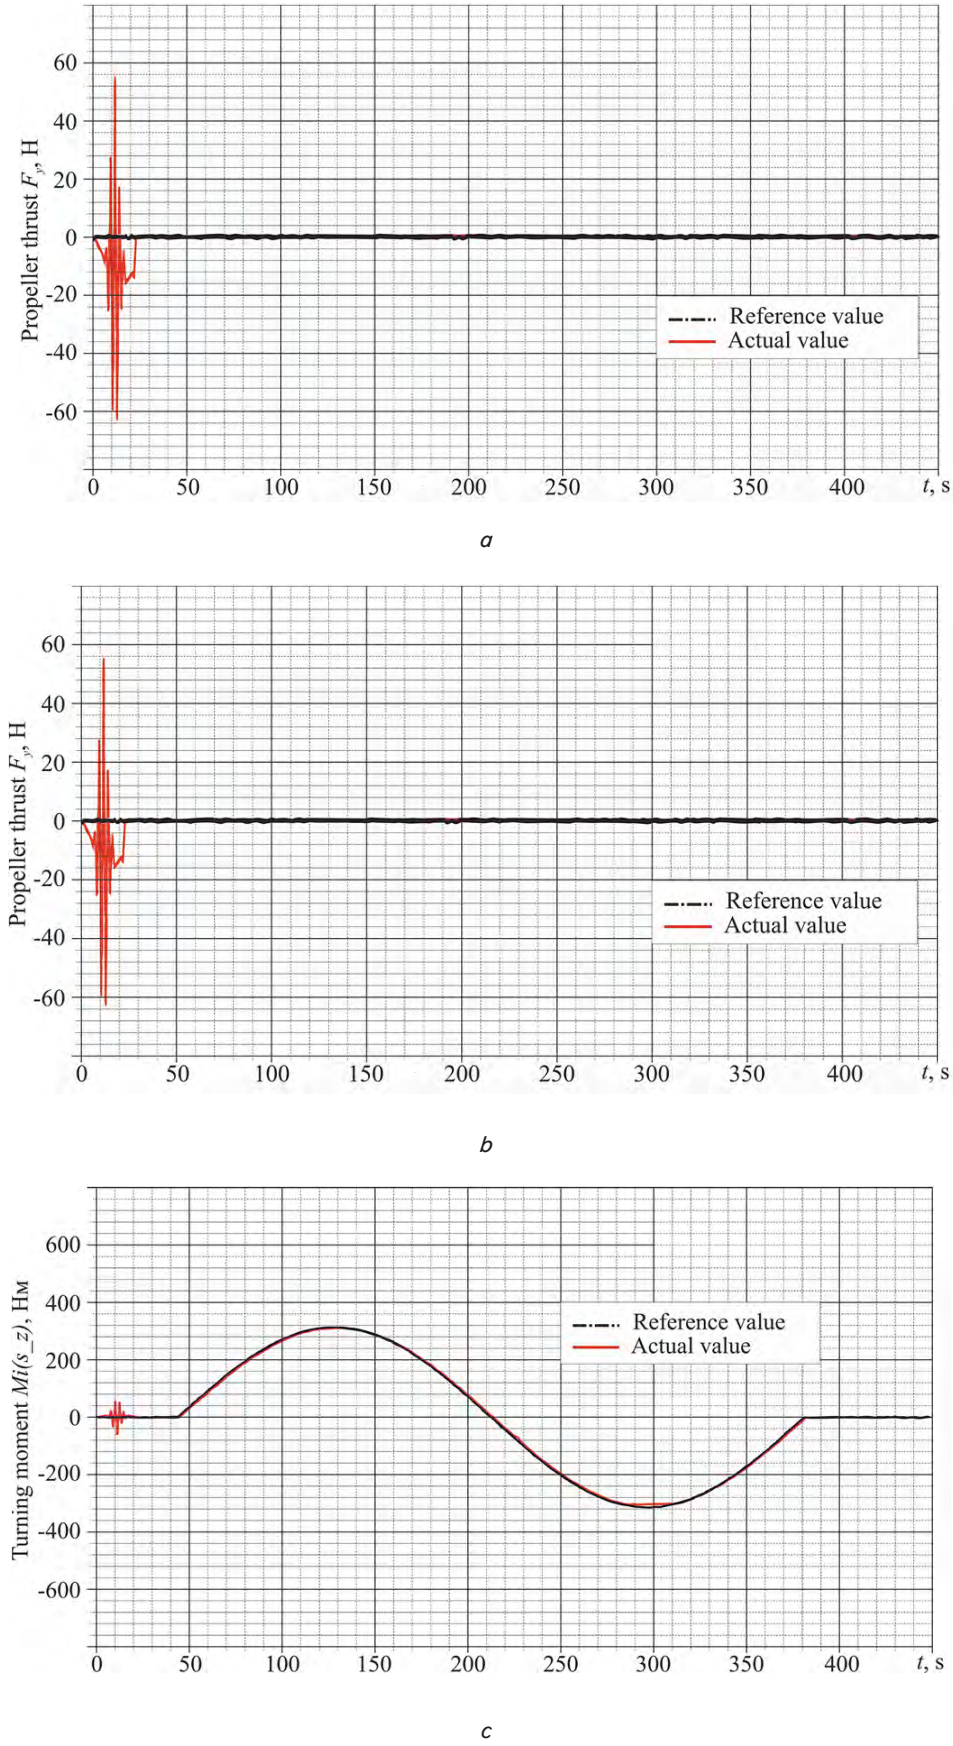 60
40
20
0
-20
-40
-60
Propeller thrust Fy, H
Reference value
Actual value
0 50 100 150 200 250 300 350 400 t, s
a
60
40
20
0
-20
-40
-60
Propeller thrust Fy, H
Reference value
Actual value
0 50 100 150 200 250 300 350 400 t, s
b
600
400
200
0
-200
-400
-600
Turning moment Mi(s_z), Нм
Reference value
Actual value
0 50 100 150 200 250 300 350 400 t, s
c